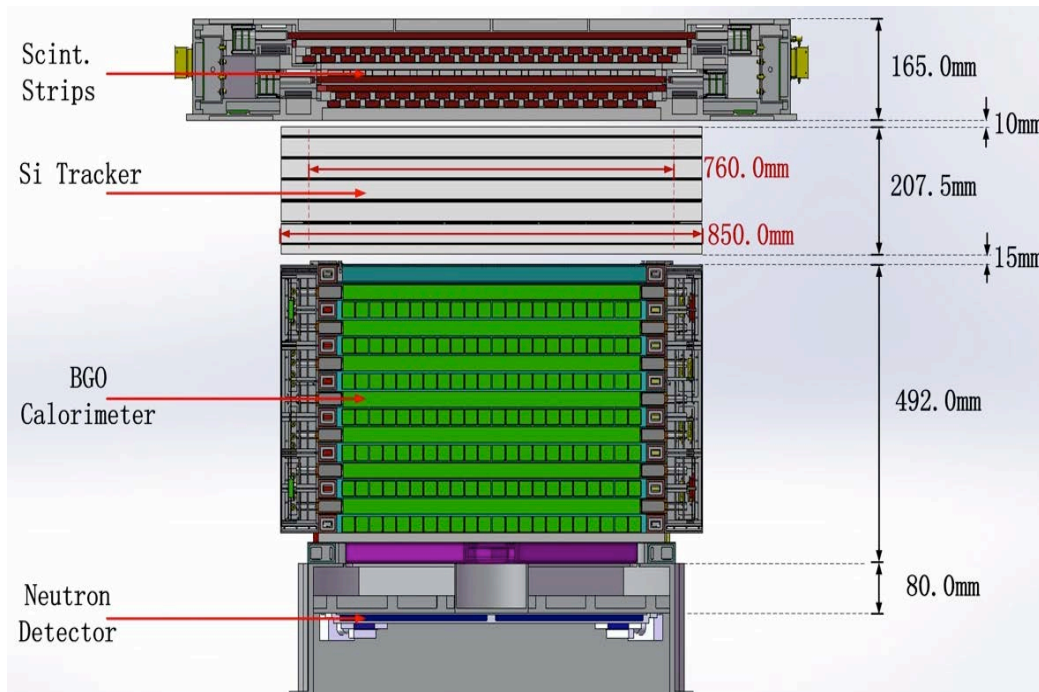 Scint.
Strips
165.0mm
10mm
Si Tracker
760.0mm
207.5mm
850.0mm
15mm
BGO
Calorimeter
492.0mm
80.0mm
Neutron
Detector